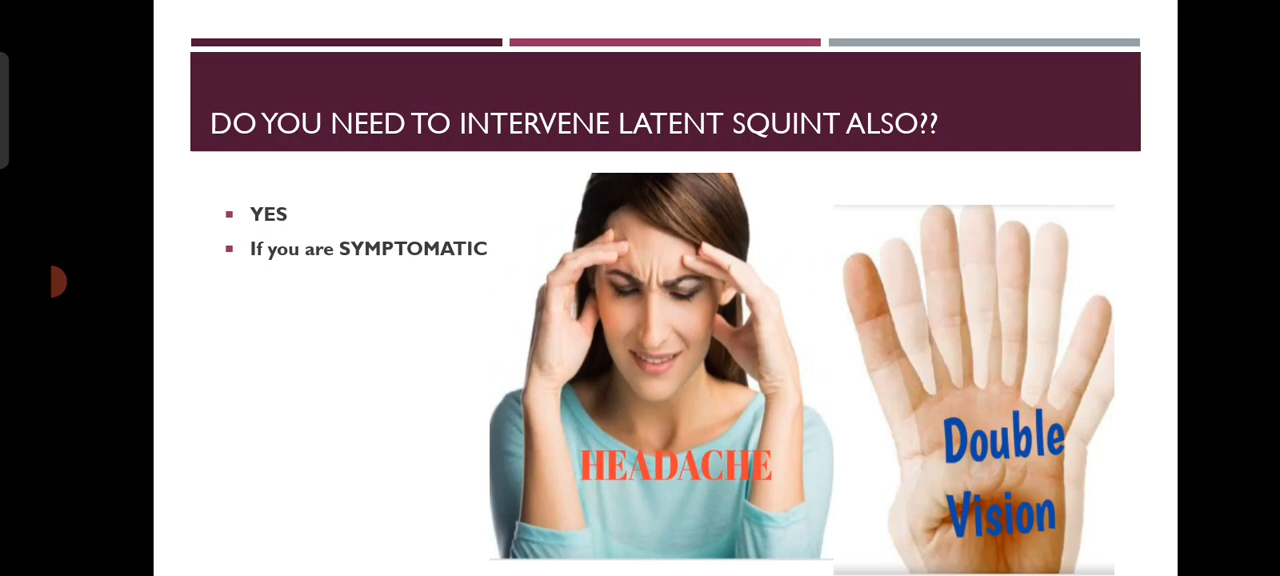 DO YOU NEED TO INTERVENE LATENT SQUINT ALSO??
YES
If you are SYMPTOMATIC
HEADACHE
Double
Vision